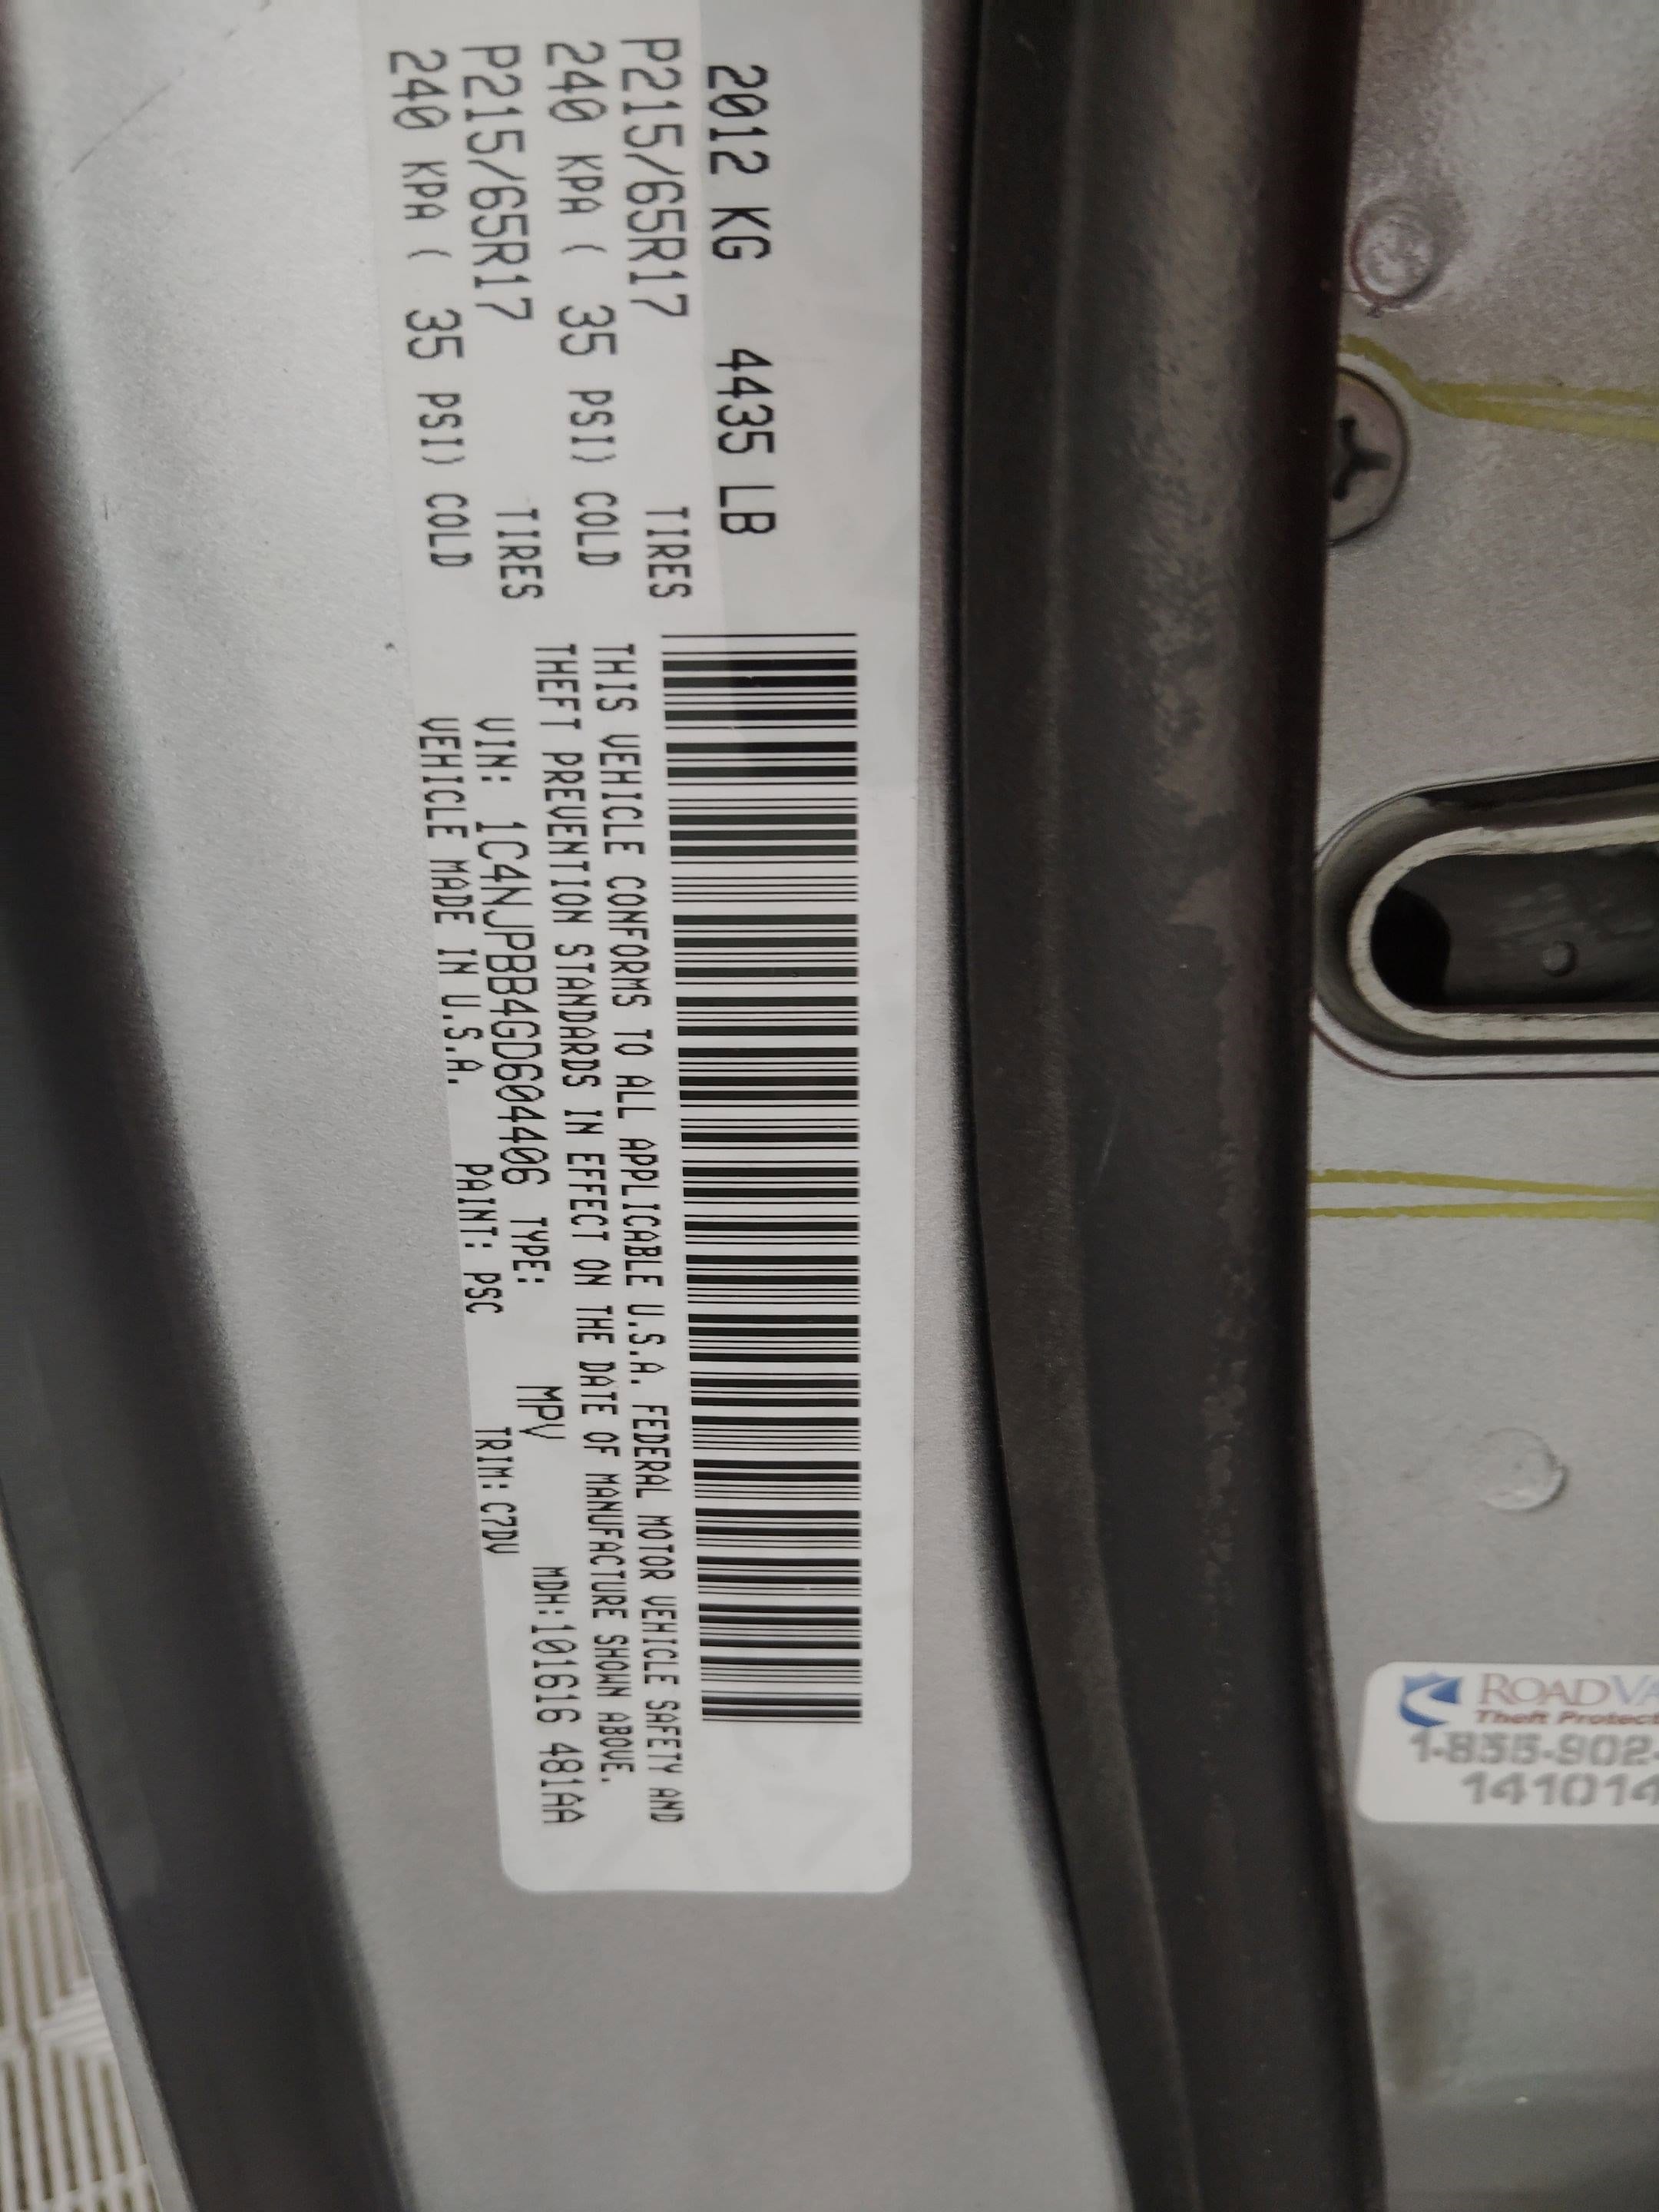 2012 KG 4435 LB
P215/65R17 TIRES
240 KPA ( 35 PSI) COLD
P215/65R17 TIRES
240 KPA ( 35 PSI) COLD
THIS VEHICLE CONFORMS TO ALL APPLICABLE U.S.A. FEDERAL MOTOR VEHICLE SAFETY AND
THEFT PREVENTION STANDARDS IN EFFECT ON THE DATE OF MANUFACTURE SHOWN ABOVE.
VIN: 1C4NJPBB4GD604406 TYPE: MPV MDH:101616 481AA
VEHICLE MADE IN U.S.A. PAINT: PSC TRIM:C7DV
ROADVA
Theft Protect
1-855-902-
141014